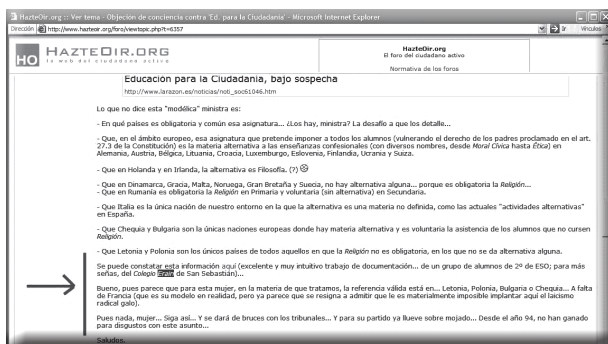 HazteOir.org :: Ver tema - Objeción de conciencia contra 'Ed. para la Ciudadanía' - Microsoft Internet Explorer
Dirección http://www.hazteoir.org/foro/viewtopic.php?t=6357 Ir Vínculos
HO HAZTEOIR.ORG
la web del ciudadano activo
HazteOir.org
El foro del ciudadano activo
Normativa de los foros
Educación para la Ciudadanía, bajo sospecha
http://www.larazon.es/noticias/noti_soc61046.htm
Lo que no dice esta "modélica" ministra es:
- En qué países es obligatoria y común esa asignatura... ¿Los hay, ministra? La desafío a que los detalle...
- Que, en el ámbito europeo, esa asignatura que pretende imponer a todos los alumnos (vulnerando el derecho de los padres proclamado en el art.
27.3 de la Constitución) es la materia alternativa a las enseñanzas confesionales (con diversos nombres, desde Moral Cívica hasta Ética) en
Alemania, Austria, Bélgica, Lituania, Croacia, Luxemburgo, Eslovenia, Finlandia, Ucrania y Suiza.
- Que en Holanda y en Irlanda, la alternativa es Filosofía. (?)
- Que en Dinamarca, Gracia, Malta, Noruega, Gran Bretaña y Suecia, no hay alternativa alguna... porque es obligatoria la Religión...
- Que en Rumanía es obligatoria la Religión en Primaria y voluntaria (sin alternativa) en Secundaria.
- Que Italia es la única nación de nuestro entorno en la que la alternativa es una materia no definida, como las actuales "actividades alternativas"
en España.
- Que Chequia y Bulgaria son la únicas naciones europeas donde hay materia alternativa y es voluntaria la asistencia de los alumnos que no cursen
Religión.
- Que Letonia y Polonia son los únicos países de todos aquellos en que la Religión no es obligatoria, en los que no se da alternativa alguna.
Se puede constatar esta información aquí (excelente y muy intuitivo trabajo de documentación... de un grupo de alumnos de 2º de ESO; para más
señas, del Colegio Erain de San Sebastián)...
Bueno, pues parece que para esta mujer, en la materia de que tratamos, la referencia válida está en... Letonia, Polonia, Bulgaria o Chequia... A falta
de Francia (que es su modelo en realidad, pero ya parece que se resigna a admitir que le es materialmente imposible implantar aquí el laicismo
radical galo).
Pues nada, mujer... Siga así... Y se dará de bruces con los tribunales... Y para su partido ya llueve sobre mojado... Desde el año 94, no han ganado
para disgustos con este asunto...
Saludos.